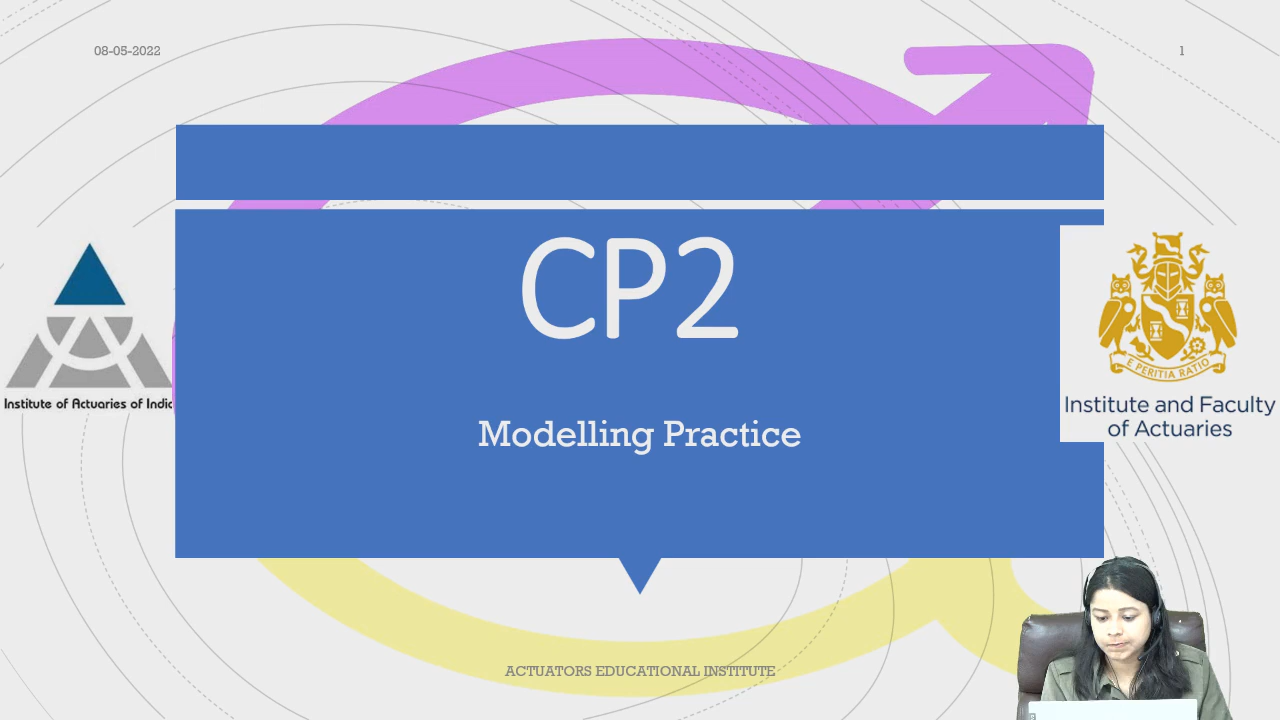 08-05-2022
1
CP2
Modelling Practice
Institute of Actuaries of India
E PERITIA RATIO
Institute and Faculty
of Actuaries
ACTUATORS EDUCATIONAL INSTITUTE